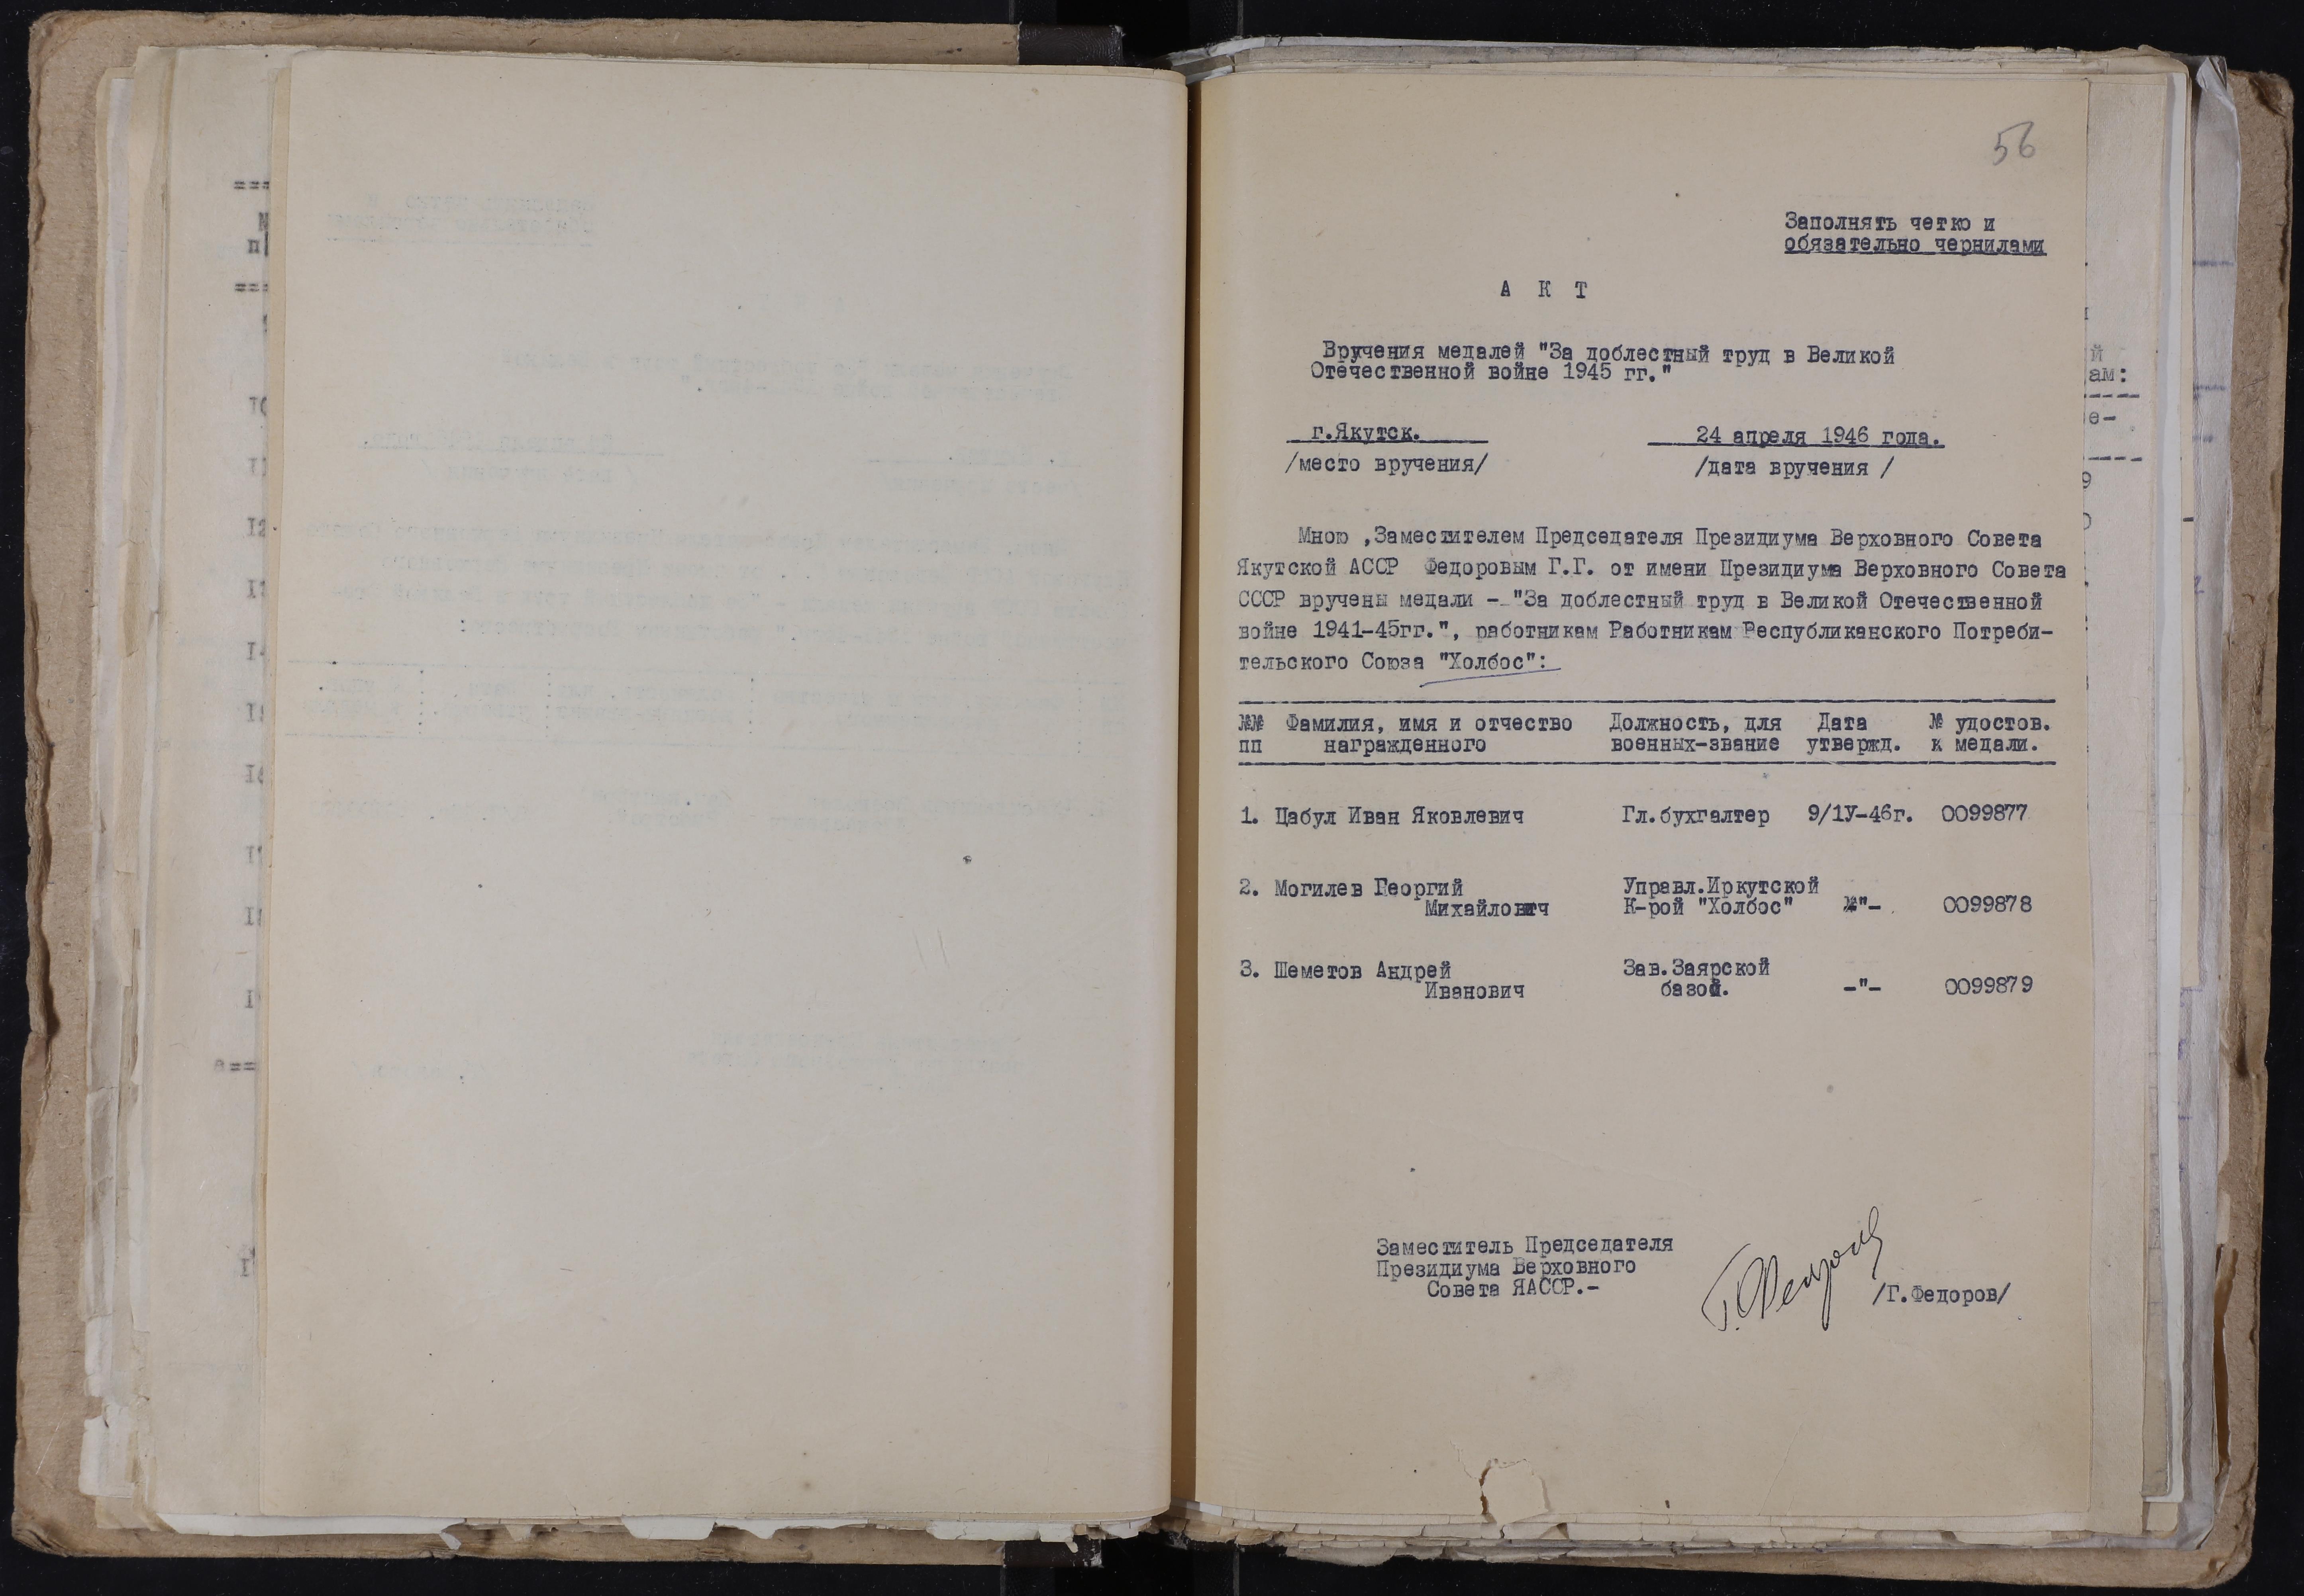 56
Заполнять четко и
обязательно чернилами
А К Т
Вручения медалей "За доблестный труд в Великой
Отечественной войне 1945 гг."
г.Якутск. 24 апреля 1946 года.
/место вручения/ /дата вручения /
Мною ,Заместителем Председателя Президиума Верховного Совета
Якутской АССР Федоровым Г.Г. от имени Президиума Верховного Совета
СССР вручены медали - "За доблестный труд в Великой Отечественной
войне 1941-45гг.", работникам Работникам Республиканского Потреби-
тельского Союза "Холбос":
№№ Фамилия, имя и отчество Должность, для Дата № удостов.
пп награжденного военных-звание утвержд. к медали.
1. Цабул Иван Яковлевич Гл.бухгалтер 9/1У-46г. 0099877
2. Могилев Георгий Управл.Иркутской
Михайлович К-рой "Холбос" "- 0099878
3. Шеметов Андрей Зав.Заярской
Иванович базой. -"- 0099879
Заместитель Председателя
Президиума Верховного
Совета ЯАССР.-
Г.Федоров
/Г.Федоров/